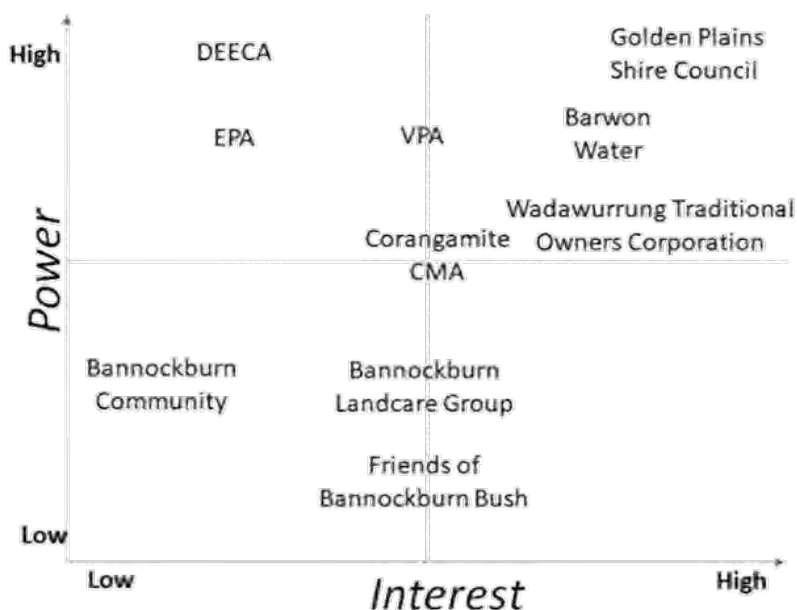 High
DEECA
Golden Plains
Shire Council
EPA
VPA
Barwon
Water
Wadawurrung Traditional
Owners Corporation
Corangamite
CMA
Power
Bannockburn
Community
Bannockburn
Landcare Group
Friends of
Bannockburn Bush
Low
Low
Interest
High